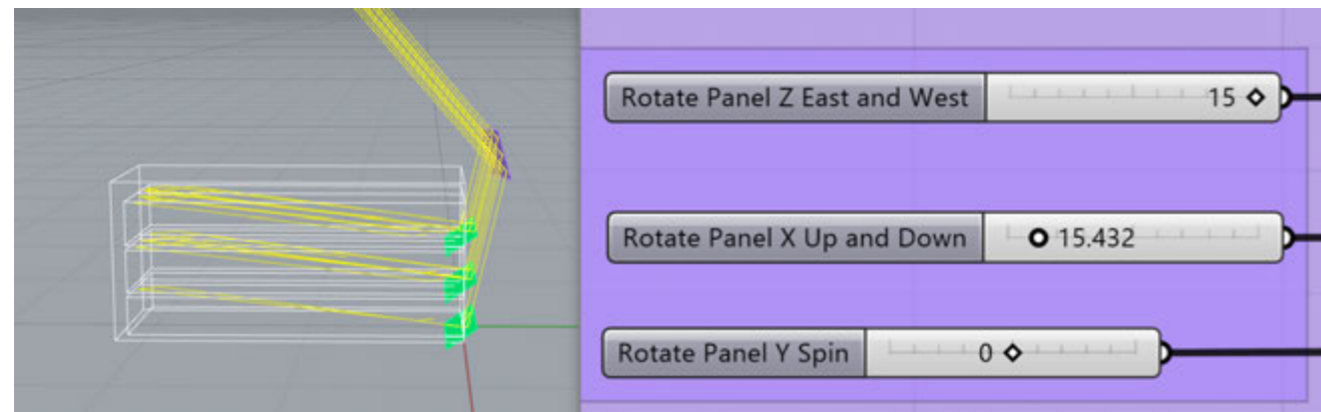 Rotate Panel Z East and West 15
Rotate Panel X Up and Down 15.432
Rotate Panel Y Spin 0